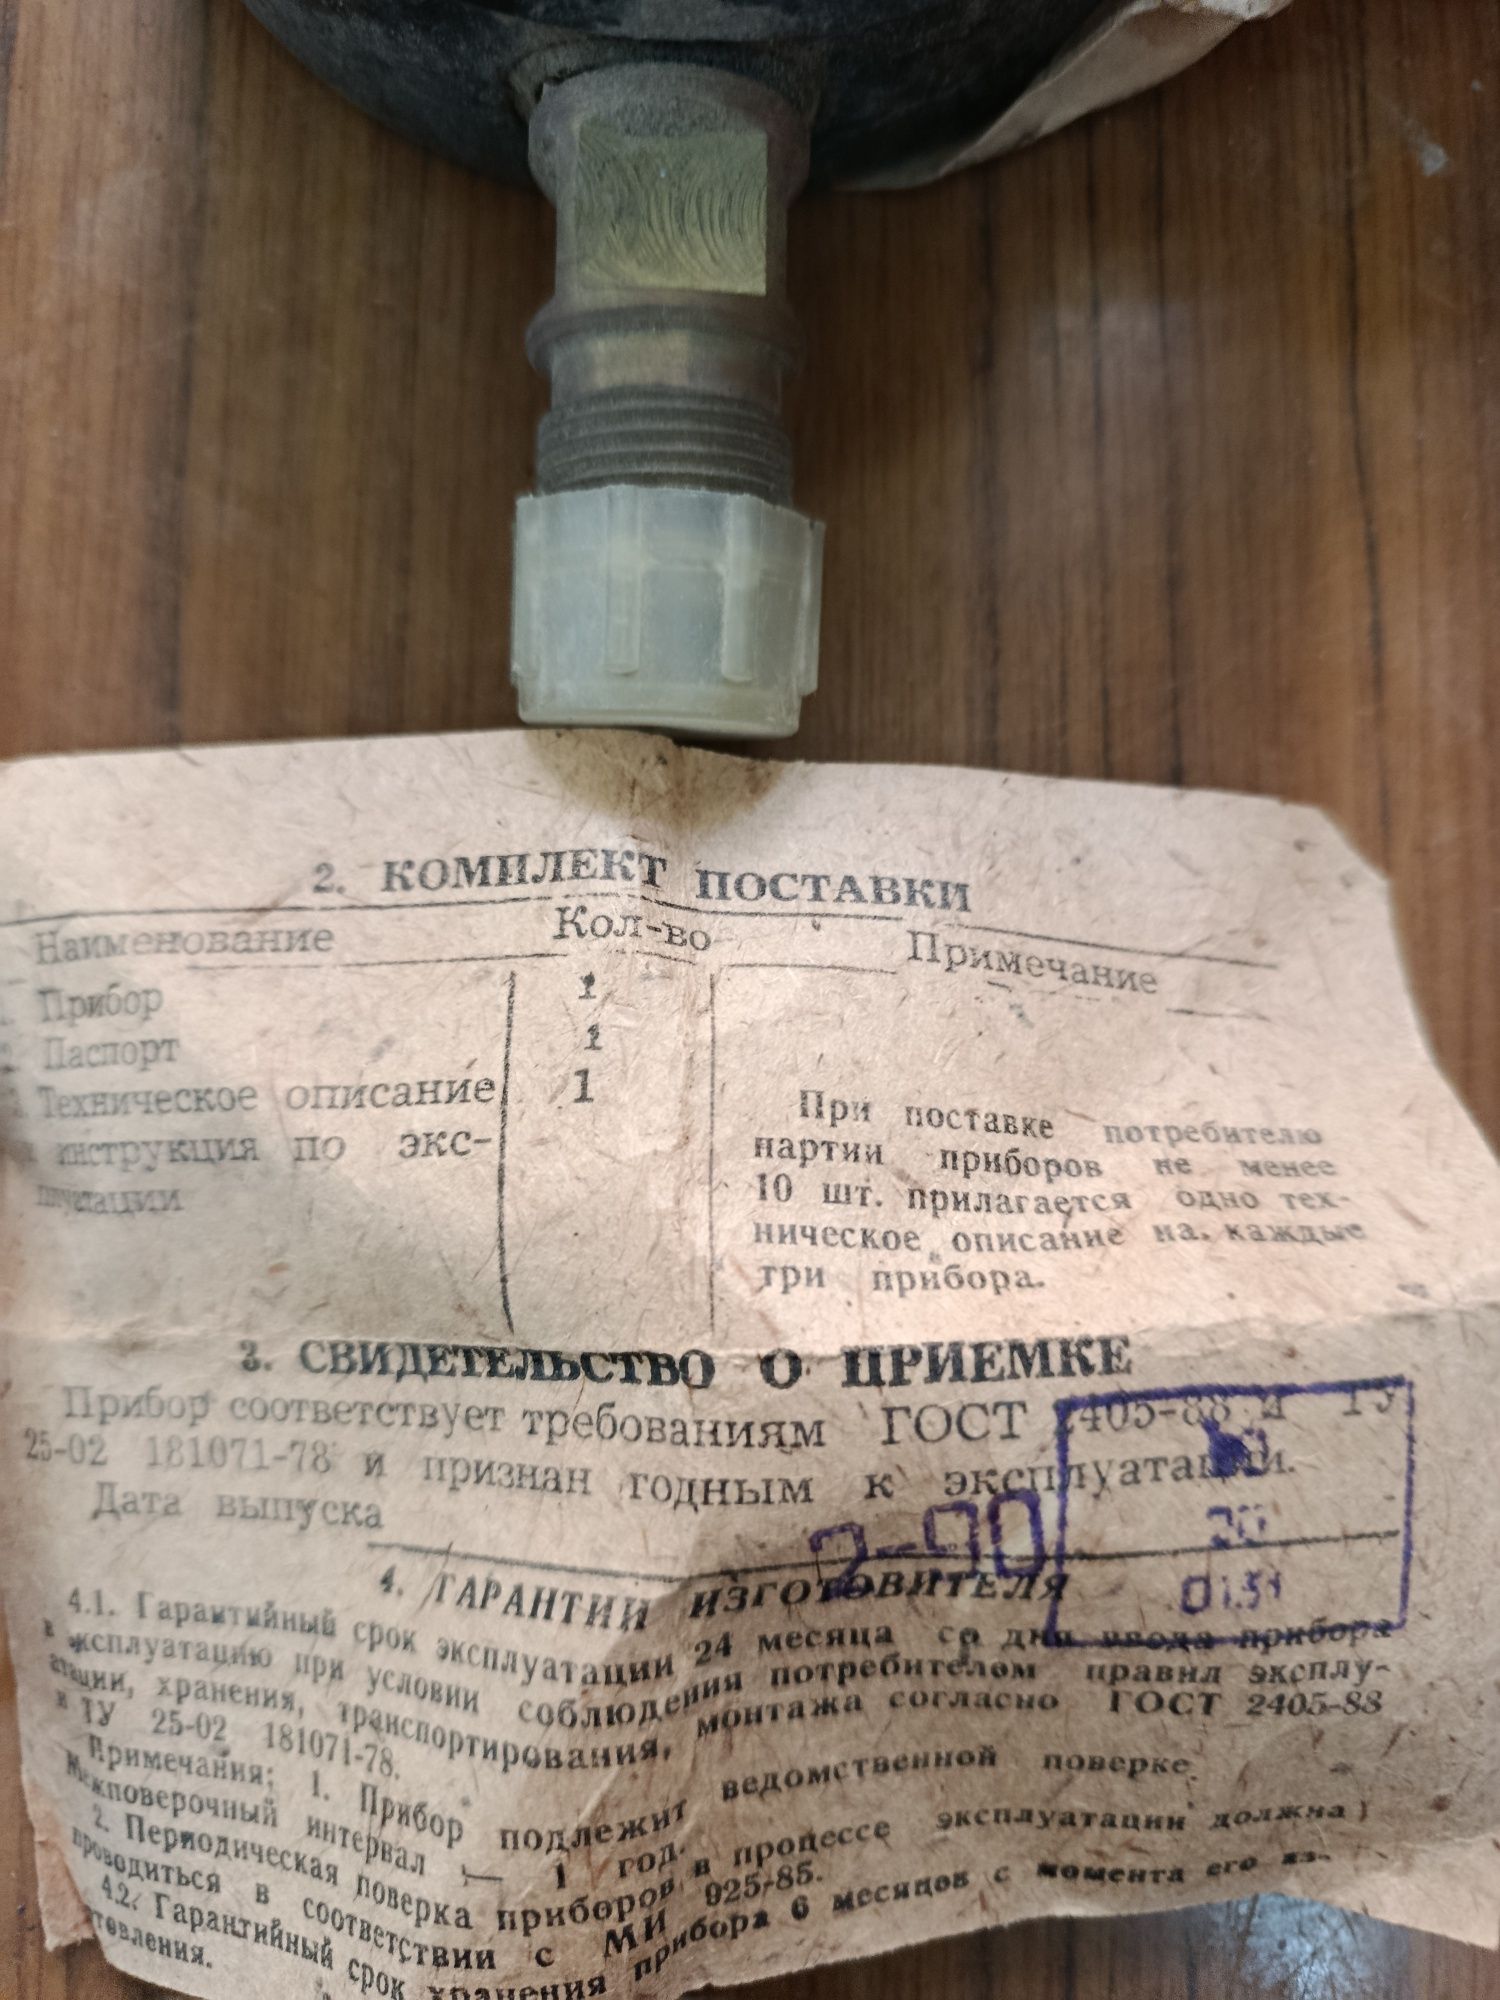 2. КОМПЛЕКТ ПОСТАВКИ
Наименование Кол-во Примечание
Прибор 1
Паспорт 1
Техническое описание 1
инструкция по экс-
плуатации
При поставке потребителю
партии приборов не менее
10 шт. прилагается одно тех-
ническое описание на каждые
три прибора.
3. СВИДЕТЕЛЬСТВО О ПРИЕМКЕ
Прибор соответствует требованиям ГОСТ 2405-88 и ТУ
25-02 181071-78 и признан годным к эксплуатации.
Дата выпуска 2-90
4. ГАРАНТИИ ИЗГОТОВИТЕЛЯ
4.1. Гарантийный срок эксплуатации 24 месяца со дня ввода прибора
в эксплуатацию при условии соблюдения потребителем правил эксплу-
атации, хранения, транспортирования, монтажа согласно ГОСТ 2405-88
и ТУ 25-02 181071-78.
Примечания: 1. Прибор подлежит ведомственной поверке
Межповерочный интервал — 1 год.
2. Периодическая поверка приборов в процессе эксплуатации должна
проводиться в соответствии с МИ 925-85.
4.2. Гарантийный срок хранения прибора 6 месяцев с момента его из-
готовления.